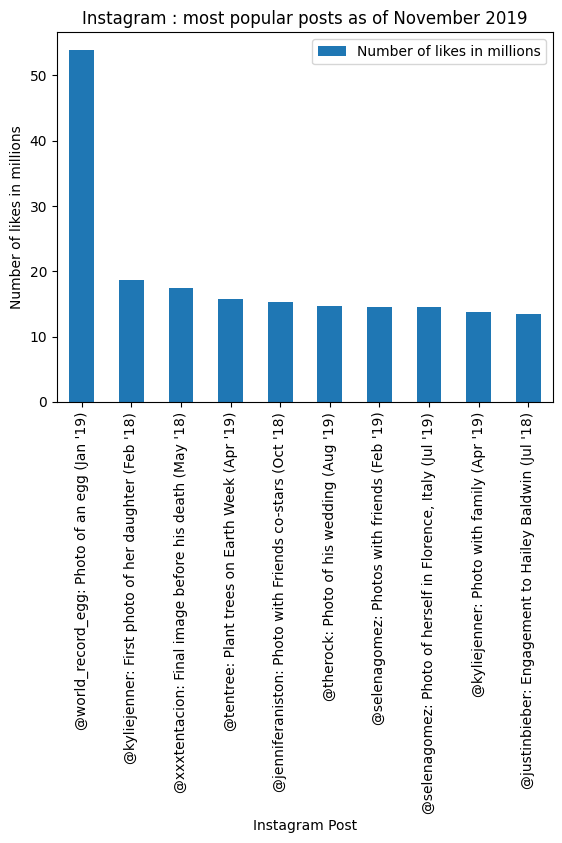 Instagram : most popular posts as of November 2019
Number of likes in millions
Number of likes in millions
50
40
30
20
10
0
@world_record_egg: Photo of an egg (Jan '19)
@kyliejenner: First photo of her daughter (Feb '18)
@xxxtentacion: Final image before his death (May '18)
@tentree: Plant trees on Earth Week (Apr '19)
@jenniferaniston: Photo with Friends co-stars (Oct '18)
@therock: Photo of his wedding (Aug '19)
@selenagomez: Photos with friends (Feb '19)
@selenagomez: Photo of herself in Florence, Italy (Jul '19)
@kyliejenner: Photo with family (Apr '19)
@justinbieber: Engagement to Hailey Baldwin (Jul '18)
Instagram Post